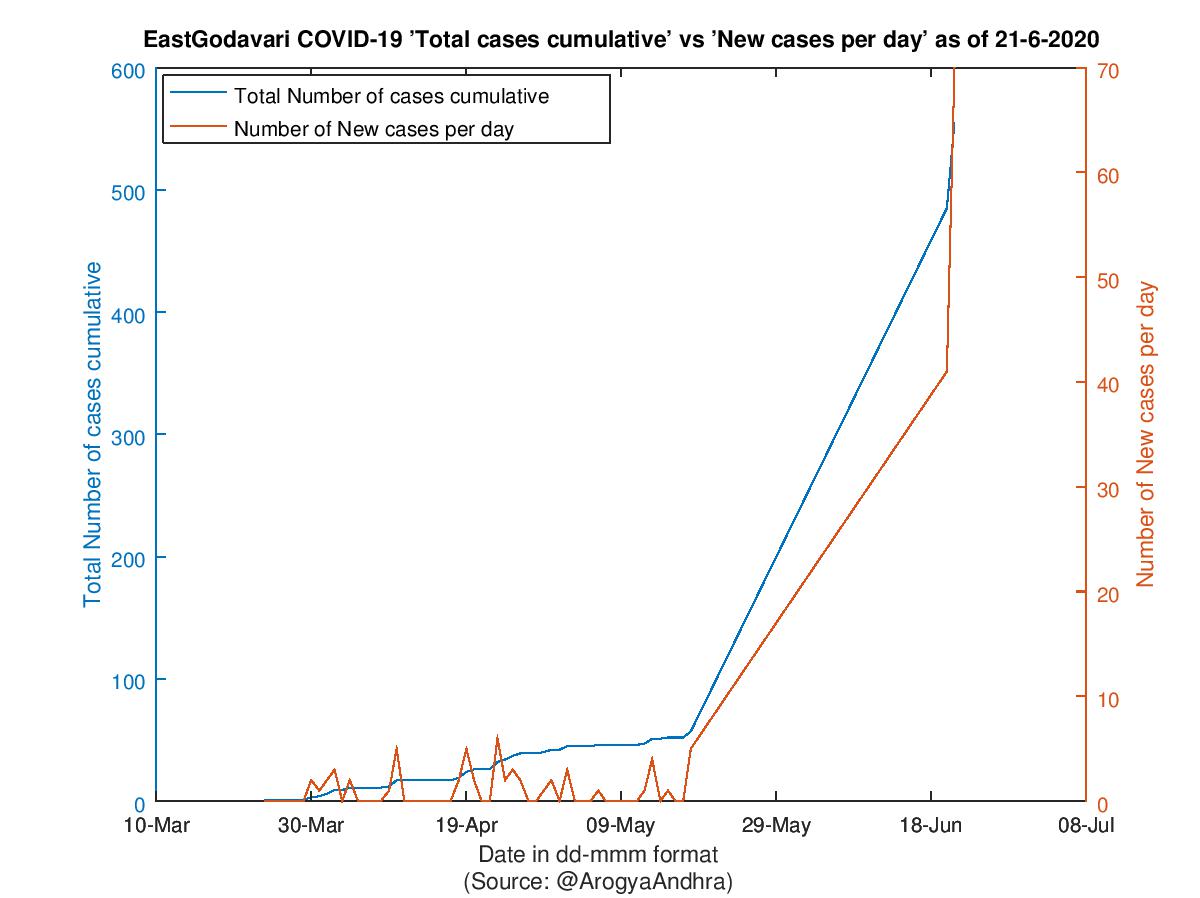 EastGodavari COVID-19 ’Total cases cumulative’ vs ’New cases per day’ as of 21-6-2020
Total Number of cases cumulative
Number of New cases per day
600
500
400
300
200
100
0
Total Number of cases cumulative
70
60
50
40
30
20
10
0
Number of New cases per day
10-Mar 30-Mar 19-Apr 09-May 29-May 18-Jun 08-Jul
Date in dd-mmm format
(Source: @ArogyaAndhra)